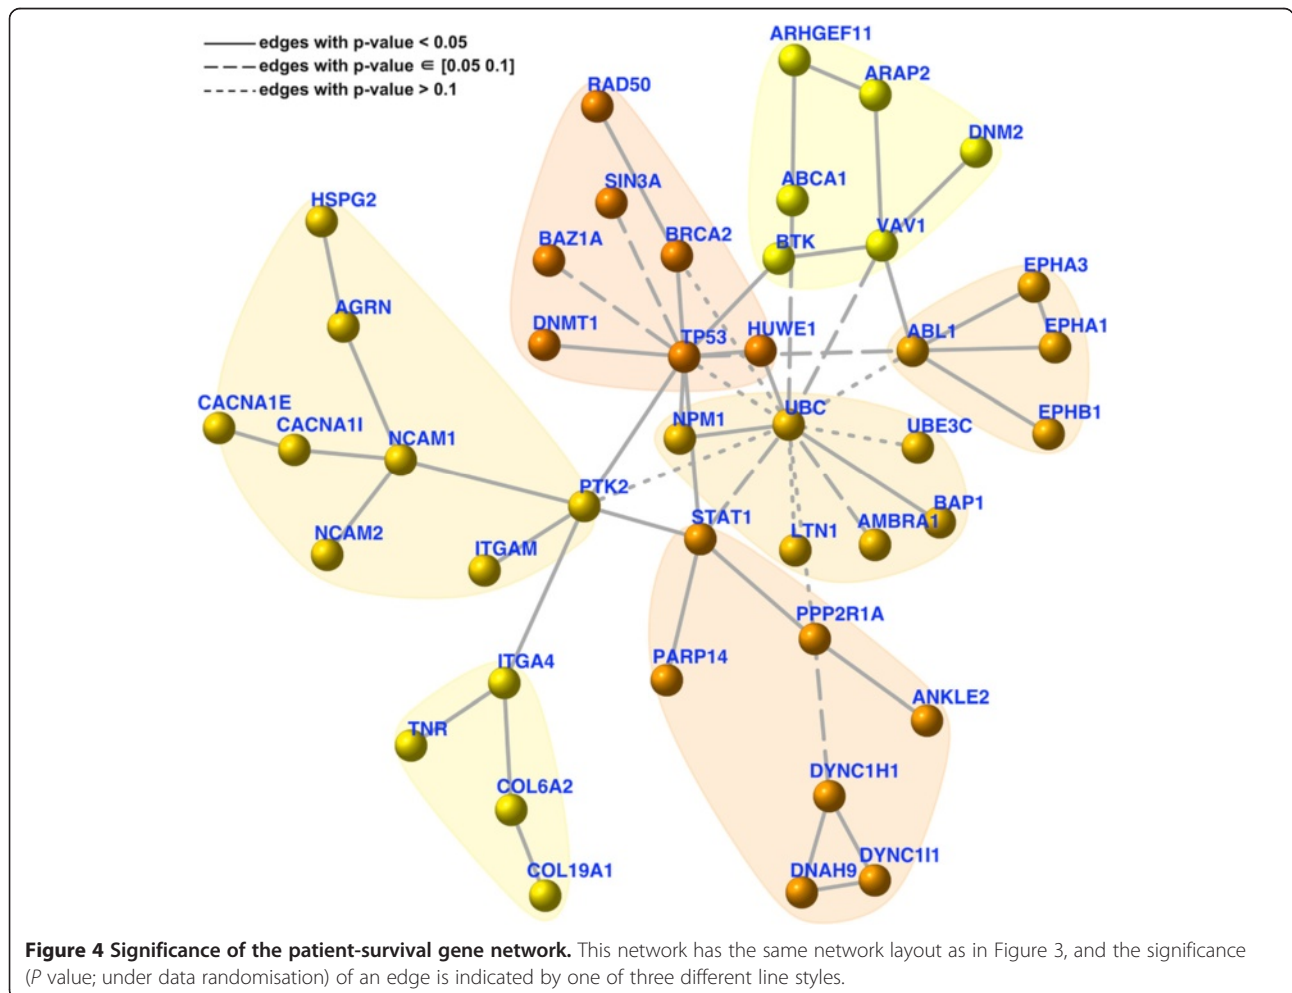 edges with p-value < 0.05
edges with p-value ∈ [0.05 0.1]
edges with p-value > 0.1
ARHGEF11
ARAP2
RAD50
DNM2
SIN3A
ABCA1
HSPG2
BRCA2
VAV1
BAZ1A
BTK
EPHA3
AGRN
DNMT1
TP53
HUWE1
ABL1
EPHA1
CACNA1E
CACNA1I
NCAM1
NPM1
UBC
UBE3C
EPHB1
PTK2
STAT1
LTN1
AMBRA1
BAP1
NCAM2
ITGAM
PPP2R1A
ITGA4
PARP14
ANKLE2
TNR
COL6A2
DYNC1H1
COL19A1
DNAH9
DYNC1I1
Figure 4 Significance of the patient-survival gene network. This network has the same network layout as in Figure 3, and the significance
(P value; under data randomisation) of an edge is indicated by one of three different line styles.